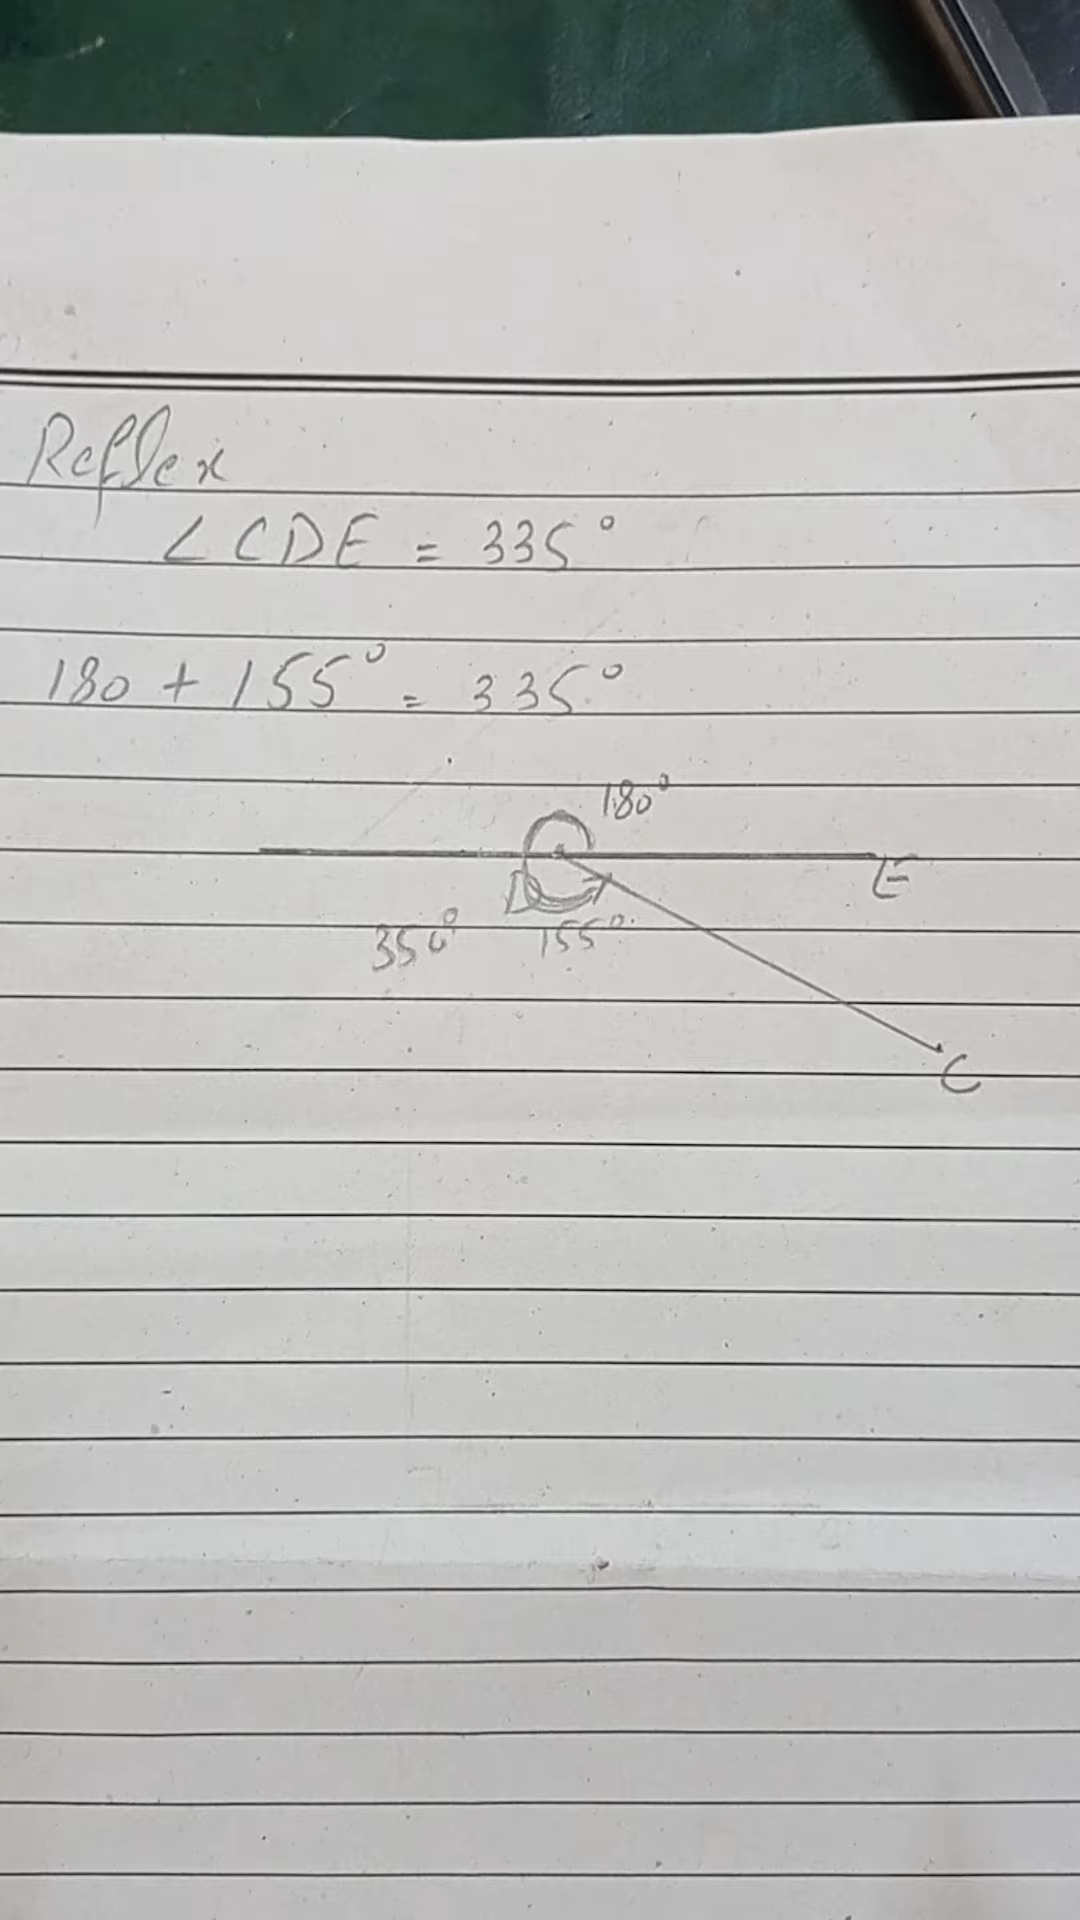 Reflex
∠CDE = 335°
180 + 155° = 335°
180°
E
D
350° 155°
C